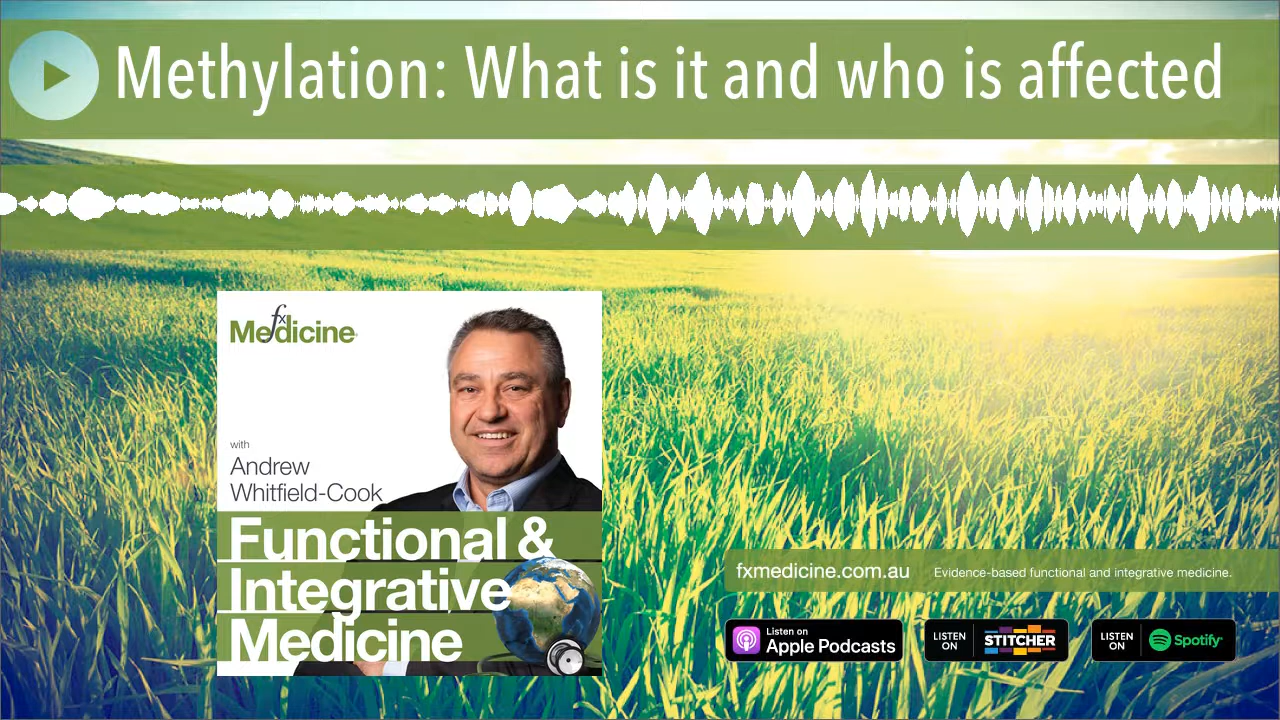 Methylation: What is it and who is affected
fx
Medicine
with
Andrew
Whitfield-Cook
Functional &
Integrative
Medicine
fxmedicine.com.au
Evidence-based functional and integrative medicine.
Listen on
Apple Podcasts
LISTEN
ON
STITCHER
LISTEN
ON
Spotify